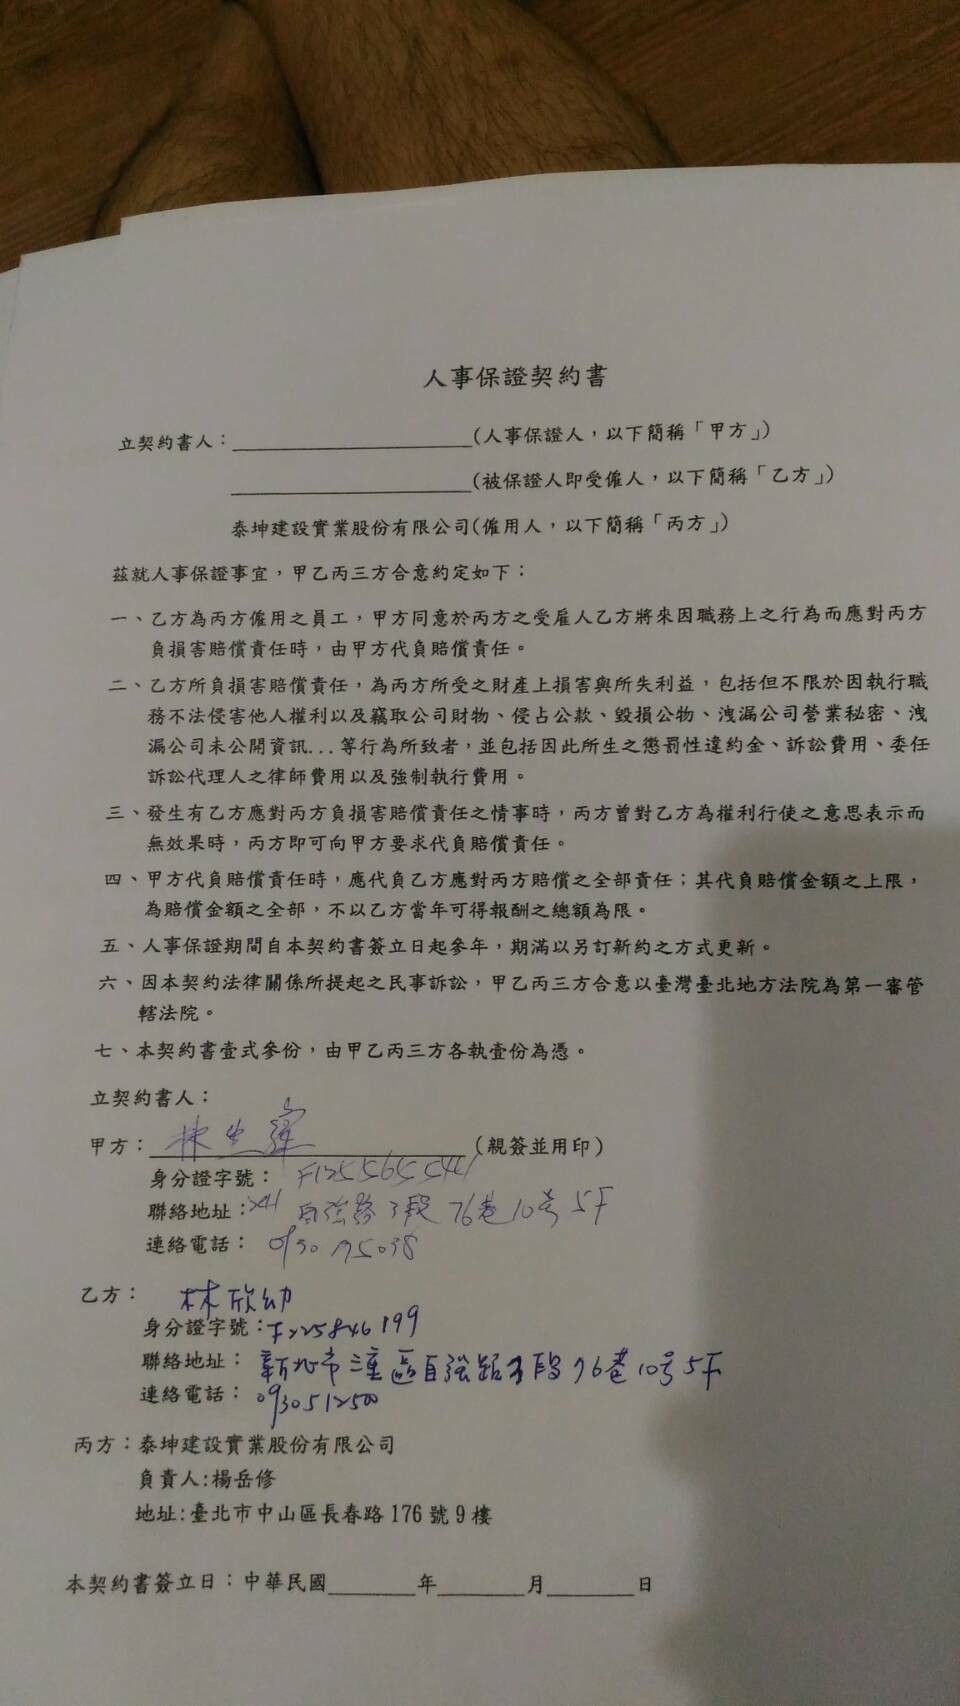 人事保證契約書
立契約書人：____________(人事保證人，以下簡稱「甲方」)
____________(被保證人即受僱人，以下簡稱「乙方」)
泰坤建設實業股份有限公司(僱用人，以下簡稱「丙方」)
茲就人事保證事宜，甲乙丙三方合意約定如下：
一、乙方為丙方僱用之員工，甲方同意於丙方之受雇人乙方將來因職務上之行為而應對丙方
負損害賠償責任時，由甲方代負賠償責任。
二、乙方所負損害賠償責任，為丙方所受之財產上損害與所失利益，包括但不限於因執行職
務不法侵害他人權利以及竊取公司財物、侵占公款、毀損公物、洩漏公司營業秘密、洩
漏公司未公開資訊...等行為所致者，並包括因此所生之懲罰性違約金、訴訟費用、委任
訴訟代理人之律師費用以及強制執行費用。
三、發生有乙方應對丙方負損害賠償責任之情事時，丙方曾對乙方為權利行使之意思表示而
無效果時，丙方即可向甲方要求代負賠償責任。
四、甲方代負賠償責任時，應代負乙方應對丙方賠償之全部責任；其代負賠償金額之上限，
為賠償金額之全部，不以乙方當年可得報酬之總額為限。
五、人事保證期間自本契約書簽立日起參年，期滿以另訂新約之方式更新。
六、因本契約法律關係所提起之民事訴訟，甲乙丙三方合意以臺灣臺北地方法院為第一審管
轄法院。
七、本契約書壹式參份，由甲乙丙三方各執壹份為憑。
立契約書人：
甲方：林生 (親簽並用印)
身分證字號：F125565541
聯絡地址：241 自強路 段 76巷10号5F
連絡電話：0930 195038
乙方：林欣幼
身分證字號：F225846199
聯絡地址：新北市三重區自強路 段76巷10号5F
連絡電話：0930512500
丙方：泰坤建設實業股份有限公司
負責人:楊岳修
地址:臺北市中山區長春路176號9樓
本契約書簽立日：中華民國____年____月____日